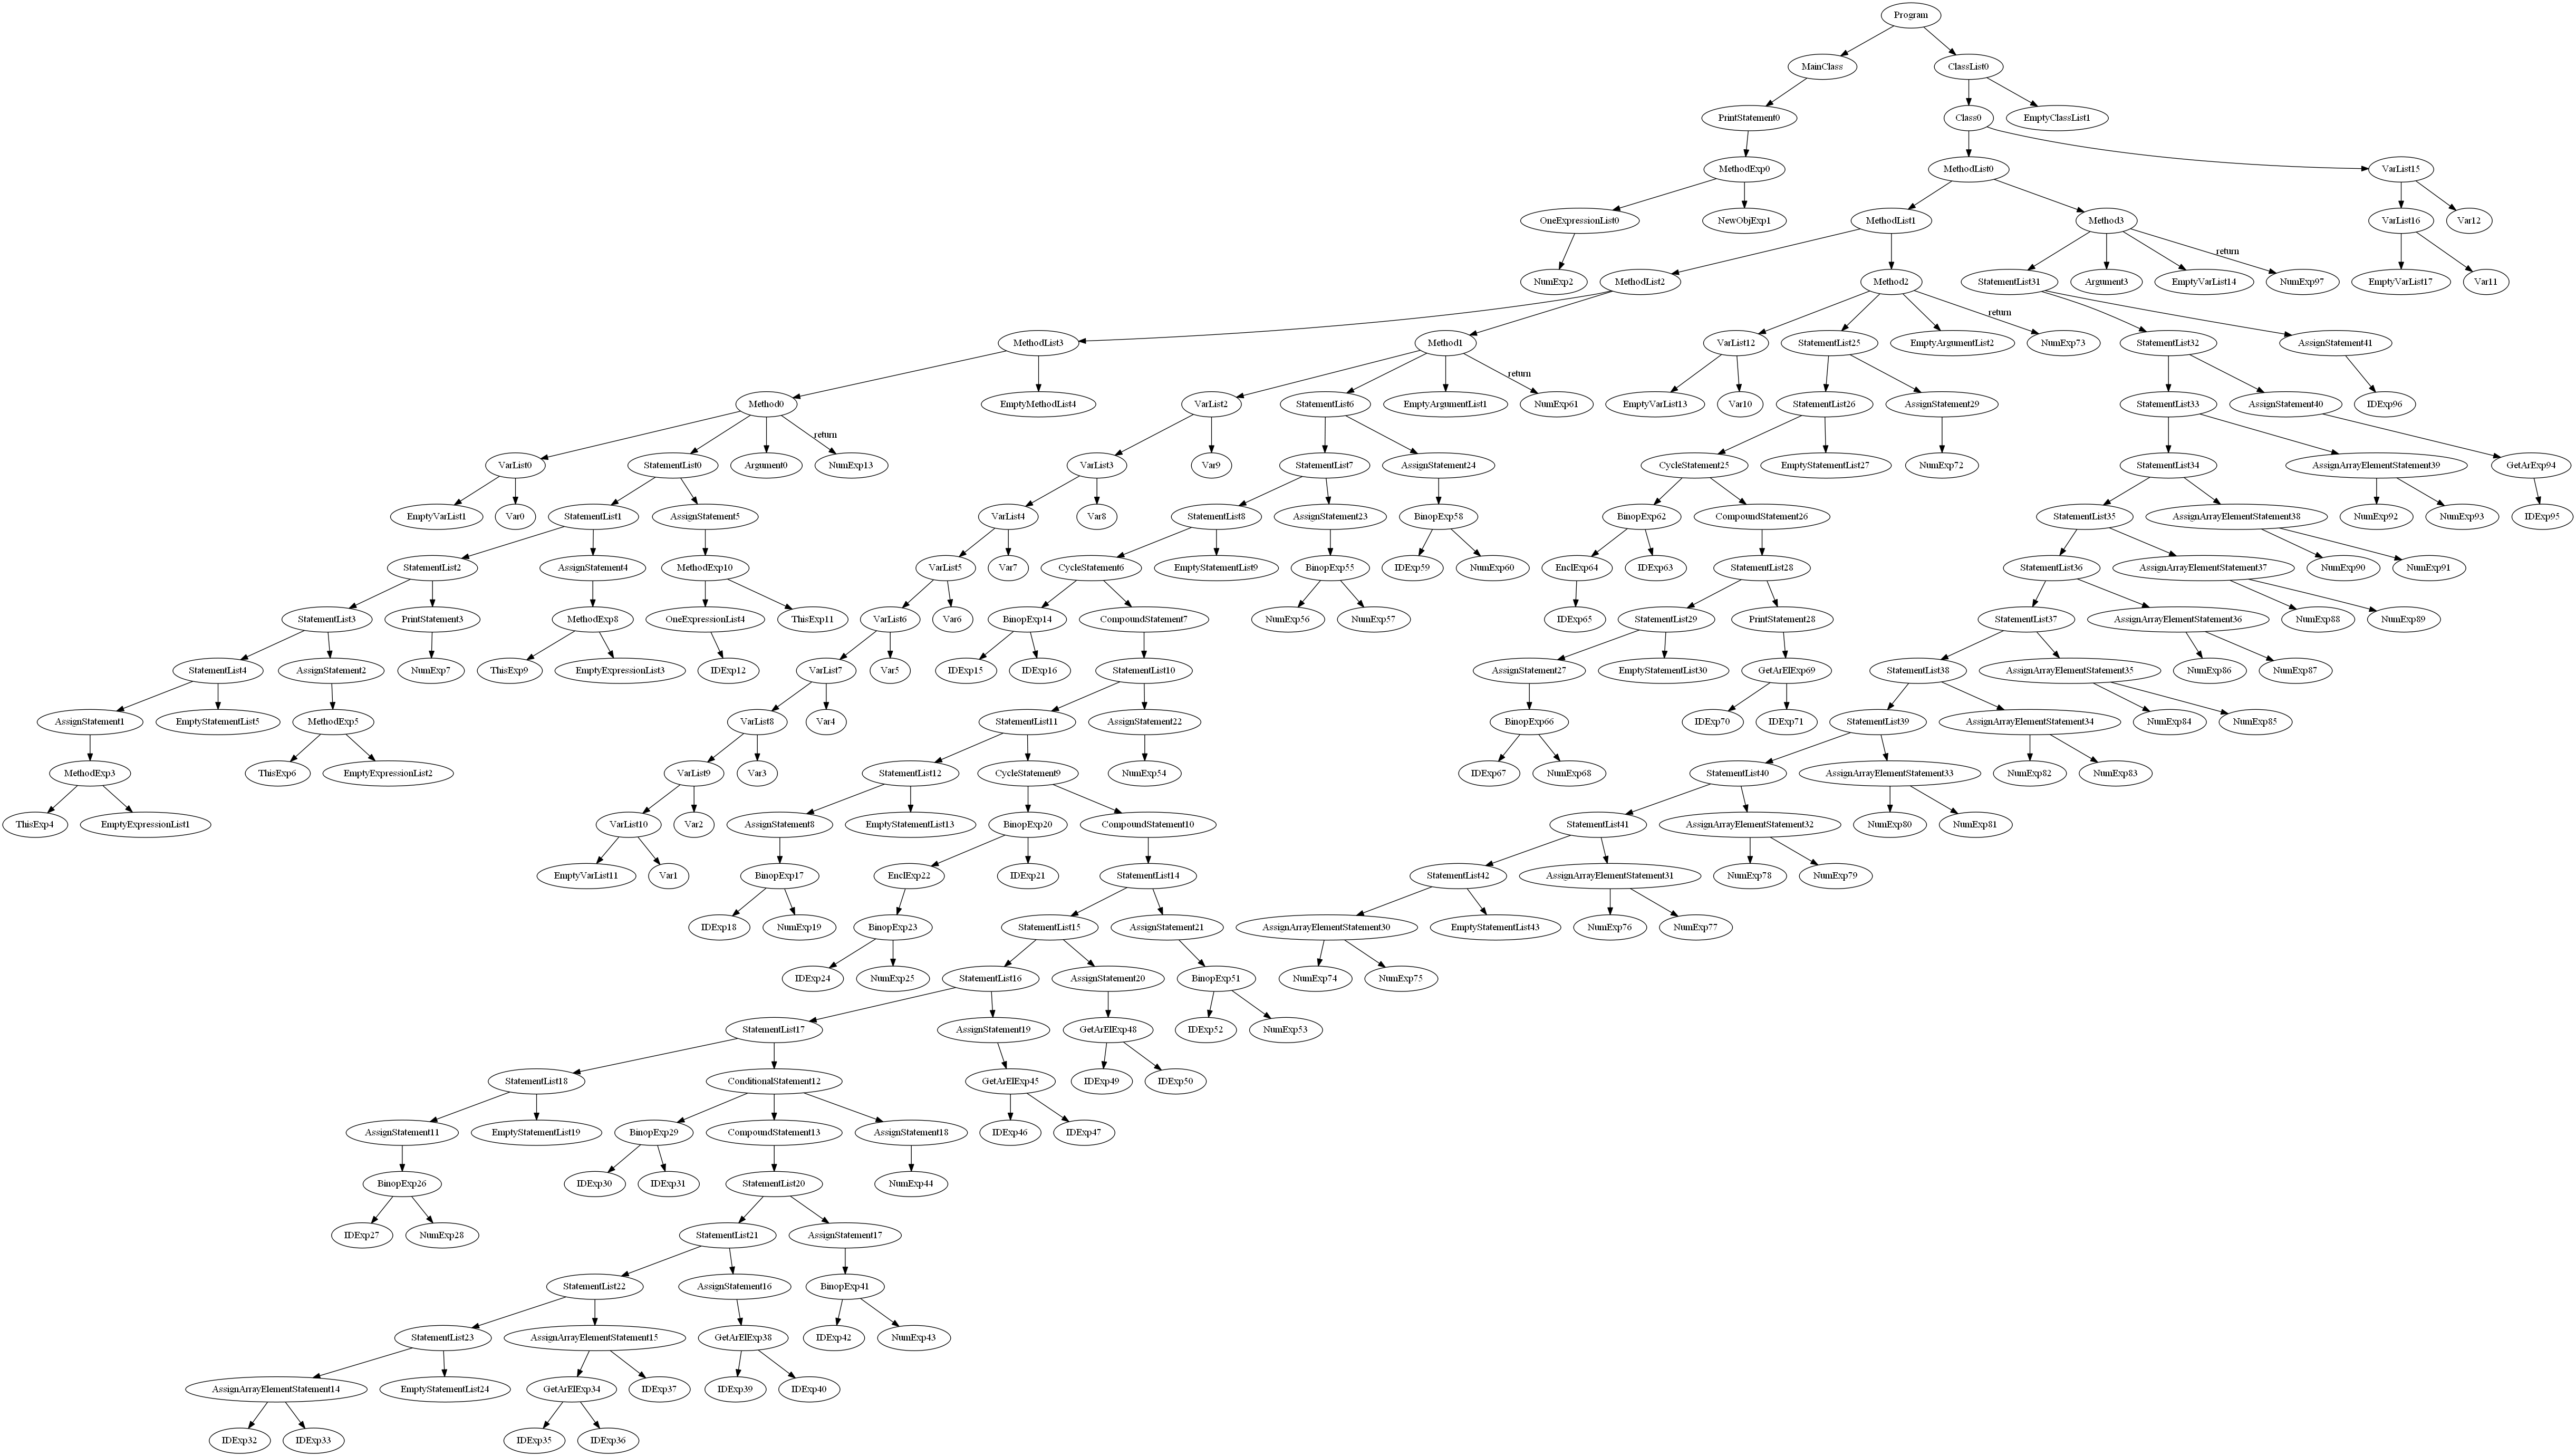 Program
MainClass
ClassList0
PrintStatement0
Class0
EmptyClassList1
MethodExp0
MethodList0
VarList15
OneExpressionList0
NewObjExp1
MethodList1
Method3
VarList16
Var12
return
NumExp2
MethodList2
Method2
StatementList31
Argument3
EmptyVarList14
NumExp97
EmptyVarList17
Var11
return
MethodList3
Method1
VarList12
StatementList25
EmptyArgumentList2
NumExp73
StatementList32
AssignStatement41
return
Method0
EmptyMethodList4
VarList2
StatementList6
EmptyArgumentList1
NumExp61
EmptyVarList13
Var10
StatementList26
AssignStatement29
StatementList33
AssignStatement40
IDExp96
return
VarList0
StatementList0
Argument0
NumExp13
VarList3
Var9
StatementList7
AssignStatement24
CycleStatement25
EmptyStatementList27
NumExp72
StatementList34
AssignArrayElementStatement39
GetArExp94
EmptyVarList1
Var0
StatementList1
AssignStatement5
VarList4
Var8
StatementList8
AssignStatement23
BinopExp58
BinopExp62
CompoundStatement26
StatementList35
AssignArrayElementStatement38
NumExp92
NumExp93
IDExp95
StatementList2
AssignStatement4
MethodExp10
VarList5
Var7
CycleStatement6
EmptyStatementList9
BinopExp55
IDExp59
NumExp60
EnclExp64
IDExp63
StatementList28
StatementList36
AssignArrayElementStatement37
NumExp90
NumExp91
StatementList3
PrintStatement3
MethodExp8
OneExpressionList4
ThisExp11
VarList6
Var6
BinopExp14
CompoundStatement7
NumExp56
NumExp57
IDExp65
StatementList29
PrintStatement28
StatementList37
AssignArrayElementStatement36
NumExp88
NumExp89
StatementList4
AssignStatement2
NumExp7
ThisExp9
EmptyExpressionList3
IDExp12
VarList7
Var5
IDExp15
IDExp16
StatementList10
AssignStatement27
EmptyStatementList30
GetArElExp69
StatementList38
AssignArrayElementStatement35
NumExp86
NumExp87
AssignStatement1
EmptyStatementList5
MethodExp5
VarList8
Var4
StatementList11
AssignStatement22
BinopExp66
IDExp70
IDExp71
StatementList39
AssignArrayElementStatement34
NumExp84
NumExp85
MethodExp3
ThisExp6
EmptyExpressionList2
VarList9
Var3
StatementList12
CycleStatement9
NumExp54
IDExp67
NumExp68
StatementList40
AssignArrayElementStatement33
NumExp82
NumExp83
ThisExp4
EmptyExpressionList1
VarList10
Var2
AssignStatement8
EmptyStatementList13
BinopExp20
CompoundStatement10
StatementList41
AssignArrayElementStatement32
NumExp80
NumExp81
EmptyVarList11
Var1
BinopExp17
EnclExp22
IDExp21
StatementList14
StatementList42
AssignArrayElementStatement31
NumExp78
NumExp79
IDExp18
NumExp19
BinopExp23
StatementList15
AssignStatement21
AssignArrayElementStatement30
EmptyStatementList43
NumExp76
NumExp77
IDExp24
NumExp25
StatementList16
AssignStatement20
BinopExp51
NumExp74
NumExp75
StatementList17
AssignStatement19
GetArElExp48
IDExp52
NumExp53
StatementList18
ConditionalStatement12
GetArElExp45
IDExp49
IDExp50
AssignStatement11
EmptyStatementList19
BinopExp29
CompoundStatement13
AssignStatement18
IDExp46
IDExp47
BinopExp26
IDExp30
IDExp31
StatementList20
NumExp44
IDExp27
NumExp28
StatementList21
AssignStatement17
StatementList22
AssignStatement16
BinopExp41
StatementList23
AssignArrayElementStatement15
GetArElExp38
IDExp42
NumExp43
AssignArrayElementStatement14
EmptyStatementList24
GetArElExp34
IDExp37
IDExp39
IDExp40
IDExp32
IDExp33
IDExp35
IDExp36